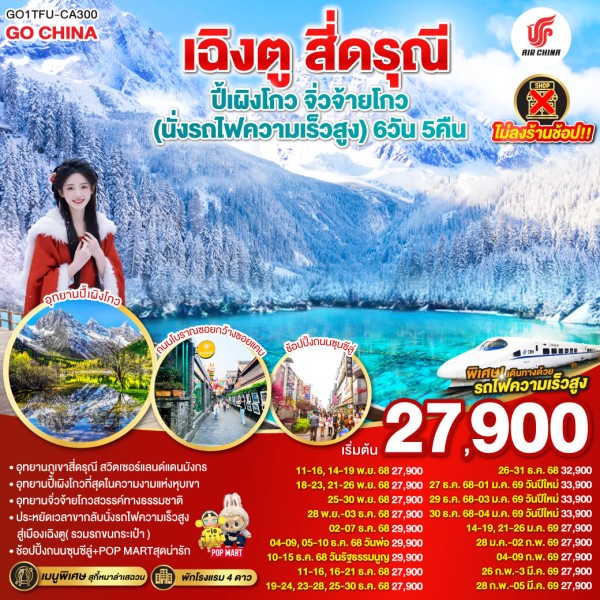 GO1TFU-CA300
GO CHINA
เฉิงตู สี่ดรุณี
ปี้เผิงโกว จิ่วจ้ายโกว
(นั่งรถไฟความเร็วสูง) 6วัน 5คืน
AIR CHINA
SHOP
ไม่ลงร้านช้อป!!
อุทยานปี้เผิงโกว
ถนนโบราณซอยกว้างซอยแคบ
ช้อปปิ้งถนนชุนซีลู่
พิเศษ! เดินทางด้วย
รถไฟความเร็วสูง
เริ่มต้น 27,900
• อุทยานภูเขาสี่ดรุณี สวิตเซอร์แลนด์แดนมังกร
• อุทยานปี้เผิงโกวที่สุดในความงามแห่งหุบเขา
• อุทยานจิ่วจ้ายโกวสวรรค์ทางธรรมชาติ
• ประหยัดเวลาขากลับนั่งรถไฟความเร็วสูง
สู่เมืองเฉิงตู( รวมรถขนกระเป๋า )
• ช้อปปิ้งถนนชุนซีลู่+POP MARTสุดน่ารัก
POP MART
เมนูพิเศษ สุกี้หมาล่าเสฉวน
พักโรงแรม 4 ดาว
11-16, 14-19 พ.ย. 68 27,900
18-23, 21-26 พ.ย. 68 27,900
25-30 พ.ย. 68 27,900
28 พ.ย.-03 ธ.ค. 68 27,900
02-07 ธ.ค. 68 29,900
04-09, 05-10 ธ.ค. 68 วันพ่อ 29,900
10-15 ธ.ค. 68 วันรัฐธรรมนูญ 29,900
11-16, 16-21 ธ.ค. 68 27,900
19-24, 23-28, 25-30 ธ.ค. 68 27,900
26-31 ธ.ค. 68 32,900
27 ธ.ค. 68-01 ม.ค. 69 วันปีใหม่ 33,900
29 ธ.ค. 68-03 ม.ค. 69 วันปีใหม่ 33,900
30 ธ.ค. 68-04 ม.ค. 69 วันปีใหม่ 33,900
14-19, 21-26 ม.ค. 69 27,900
28 ม.ค.-02 ก.พ. 69 27,900
04-09 ก.พ. 69 27,900
26 ก.พ.-3 มี.ค. 69 27,900
28 ก.พ.-05 มี.ค. 69 27,900